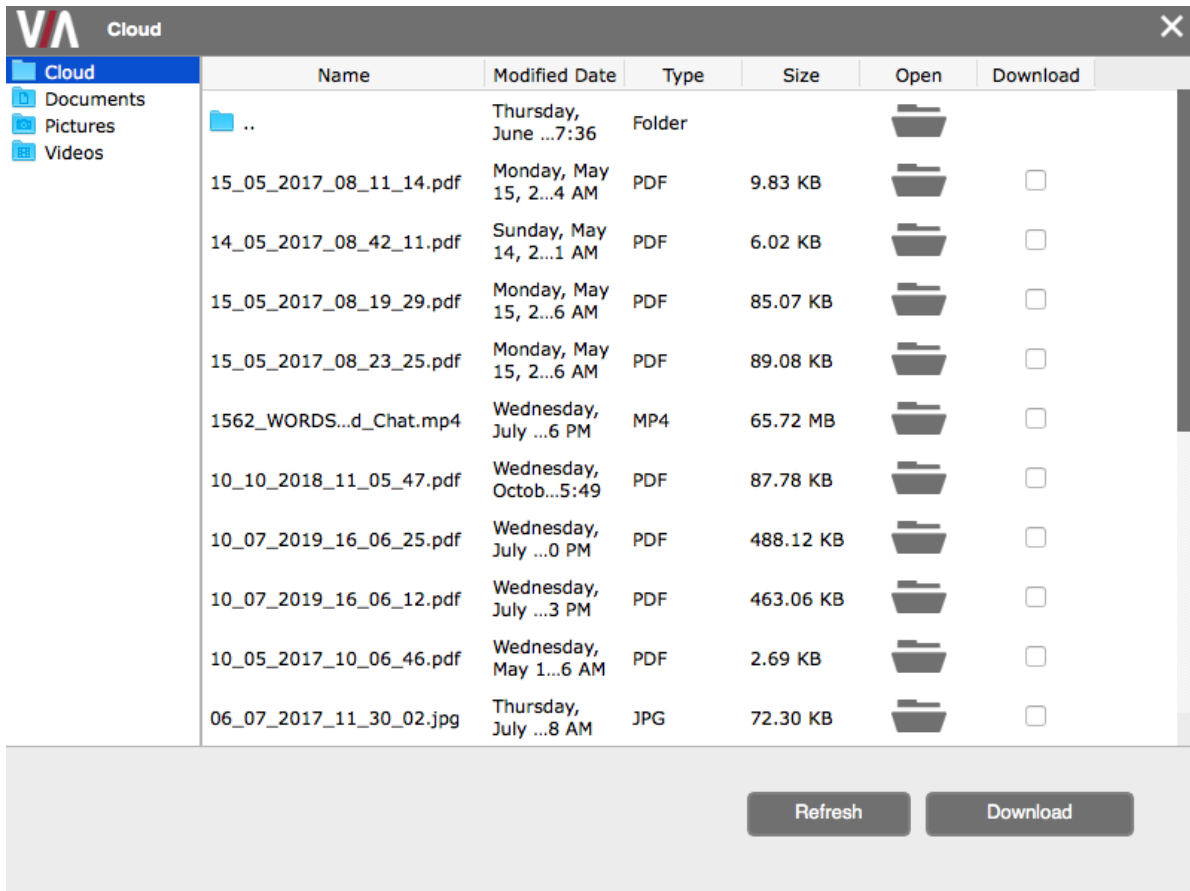 VIA Cloud
Cloud
Documents
Pictures
Videos
Name Modified Date Type Size Open Download
.. Thursday, June ...7:36 Folder
15_05_2017_08_11_14.pdf Monday, May 15, 2...4 AM PDF 9.83 KB
14_05_2017_08_42_11.pdf Sunday, May 14, 2...1 AM PDF 6.02 KB
15_05_2017_08_19_29.pdf Monday, May 15, 2...6 AM PDF 85.07 KB
15_05_2017_08_23_25.pdf Monday, May 15, 2...6 AM PDF 89.08 KB
1562_WORDS...d_Chat.mp4 Wednesday, July ...6 PM MP4 65.72 MB
10_10_2018_11_05_47.pdf Wednesday, Octob...5:49 PDF 87.78 KB
10_07_2019_16_06_25.pdf Wednesday, July ...0 PM PDF 488.12 KB
10_07_2019_16_06_12.pdf Wednesday, July ...3 PM PDF 463.06 KB
10_05_2017_10_06_46.pdf Wednesday, May 1...6 AM PDF 2.69 KB
06_07_2017_11_30_02.jpg Thursday, July ...8 AM JPG 72.30 KB
Refresh Download